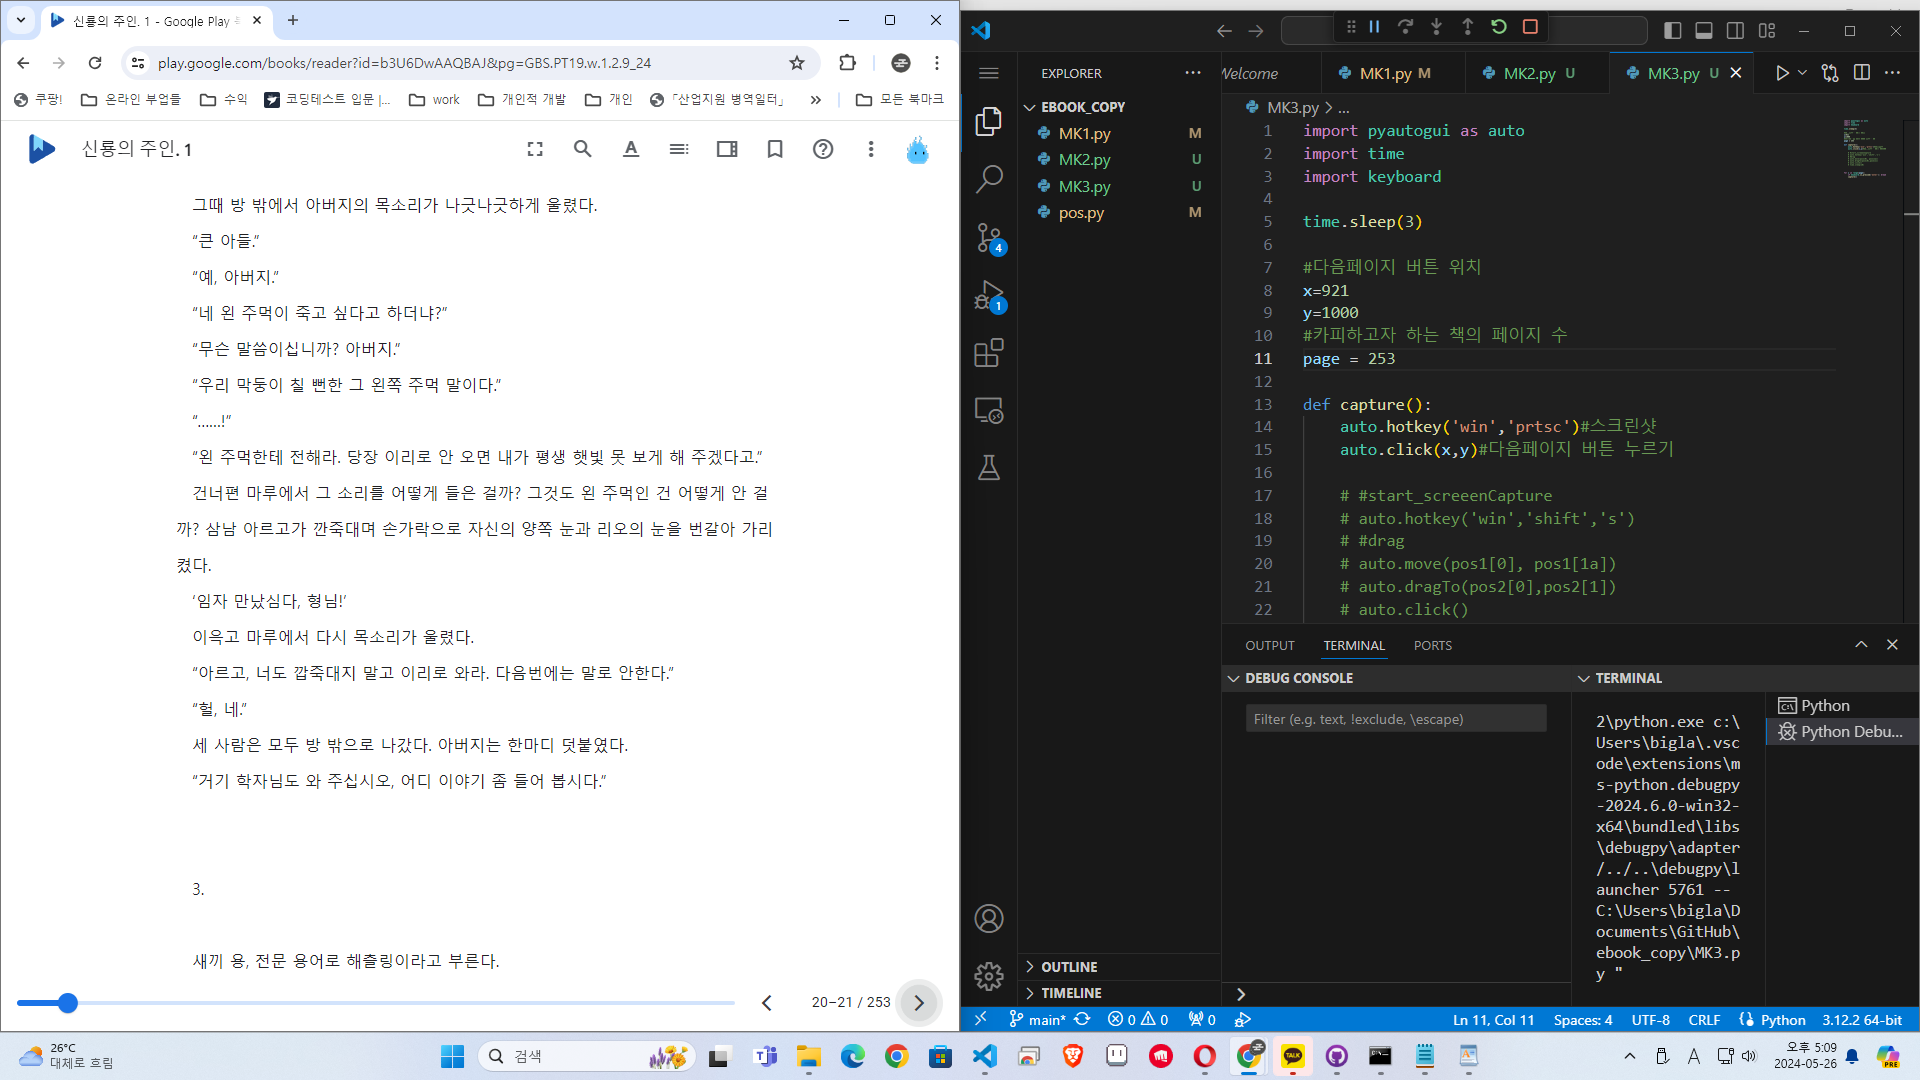 신룡의 주인. 1 - Google Play
play.google.com/books/reader?id=b3U6DwAAQBAJ&pg=GBS.PT19.w.1.2.9_24
쿠팡!
온라인 부업들
수익
코딩테스트 입문 |...
work
개인적 개발
개인
「산업지원 병역일터」
모든 북마크
신룡의 주인. 1
그때 방 밖에서 아버지의 목소리가 나긋나긋하게 울렸다.
“큰 아들.”
“예, 아버지.”
“네 왼 주먹이 죽고 싶다고 하더냐?”
“무슨 말씀이십니까? 아버지.”
“우리 막둥이 칠 뻔한 그 왼쪽 주먹 말이다.”
“......!”
“왼 주먹한테 전해라. 당장 이리로 안 오면 내가 평생 햇빛 못 보게 해 주겠다고.”
건너편 마루에서 그 소리를 어떻게 들은 걸까? 그것도 왼 주먹인 건 어떻게 안 걸
까? 삼남 아르고가 깐죽대며 손가락으로 자신의 양쪽 눈과 리오의 눈을 번갈아 가리
켰다.
‘임자 만났심다, 형님!’
이윽고 마루에서 다시 목소리가 울렸다.
“아르고, 너도 깝죽대지 말고 이리로 와라. 다음번에는 말로 안한다.”
“헐, 네.”
세 사람은 모두 방 밖으로 나갔다. 아버지는 한마디 덧붙였다.
“거기 학자님도 와 주십시오, 어디 이야기 좀 들어 봅시다.”
3.
새끼 용, 전문 용어로 해츨링이라고 부른다.
20–21 / 253
EXPLORER
EBOOK_COPY
MK1.py M
MK2.py U
MK3.py U
pos.py M
OUTLINE
TIMELINE
Welcome
MK1.py M
MK2.py U
MK3.py U
MK3.py > ...
1 import pyautogui as auto
2 import time
3 import keyboard
4
5 time.sleep(3)
6
7 #다음페이지 버튼 위치
8 x=921
9 y=1000
10 #카피하고자 하는 책의 페이지 수
11 page = 253
12
13 def capture():
14 auto.hotkey('win','prtsc')#스크린샷
15 auto.click(x,y)#다음페이지 버튼 누르기
16
17 # #start_screeenCapture
18 # auto.hotkey('win','shift','s')
19 # #drag
20 # auto.move(pos1[0], pos1[1a])
21 # auto.dragTo(pos2[0],pos2[1])
22 # auto.click()
OUTPUT TERMINAL PORTS
DEBUG CONSOLE
Filter (e.g. text, !exclude, \escape)
TERMINAL
2\python.exe c:\
Users\bigla\.vsc
ode\extensions\m
s-python.debugpy
-2024.6.0-win32-
x64\bundled\libs
\debugpy\adapter
/../..\debugpy\l
auncher 5761 --
C:\Users\bigla\D
ocuments\GitHub\
ebook_copy\MK3.p
y "
Python
Python Debu...
4
1
main* 0 0 0
Ln 11, Col 11 Spaces: 4 UTF-8 CRLF Python 3.12.2 64-bit
26°C
대체로 흐림
검색
TALK
A
오후 5:09
2024-05-26
PRE